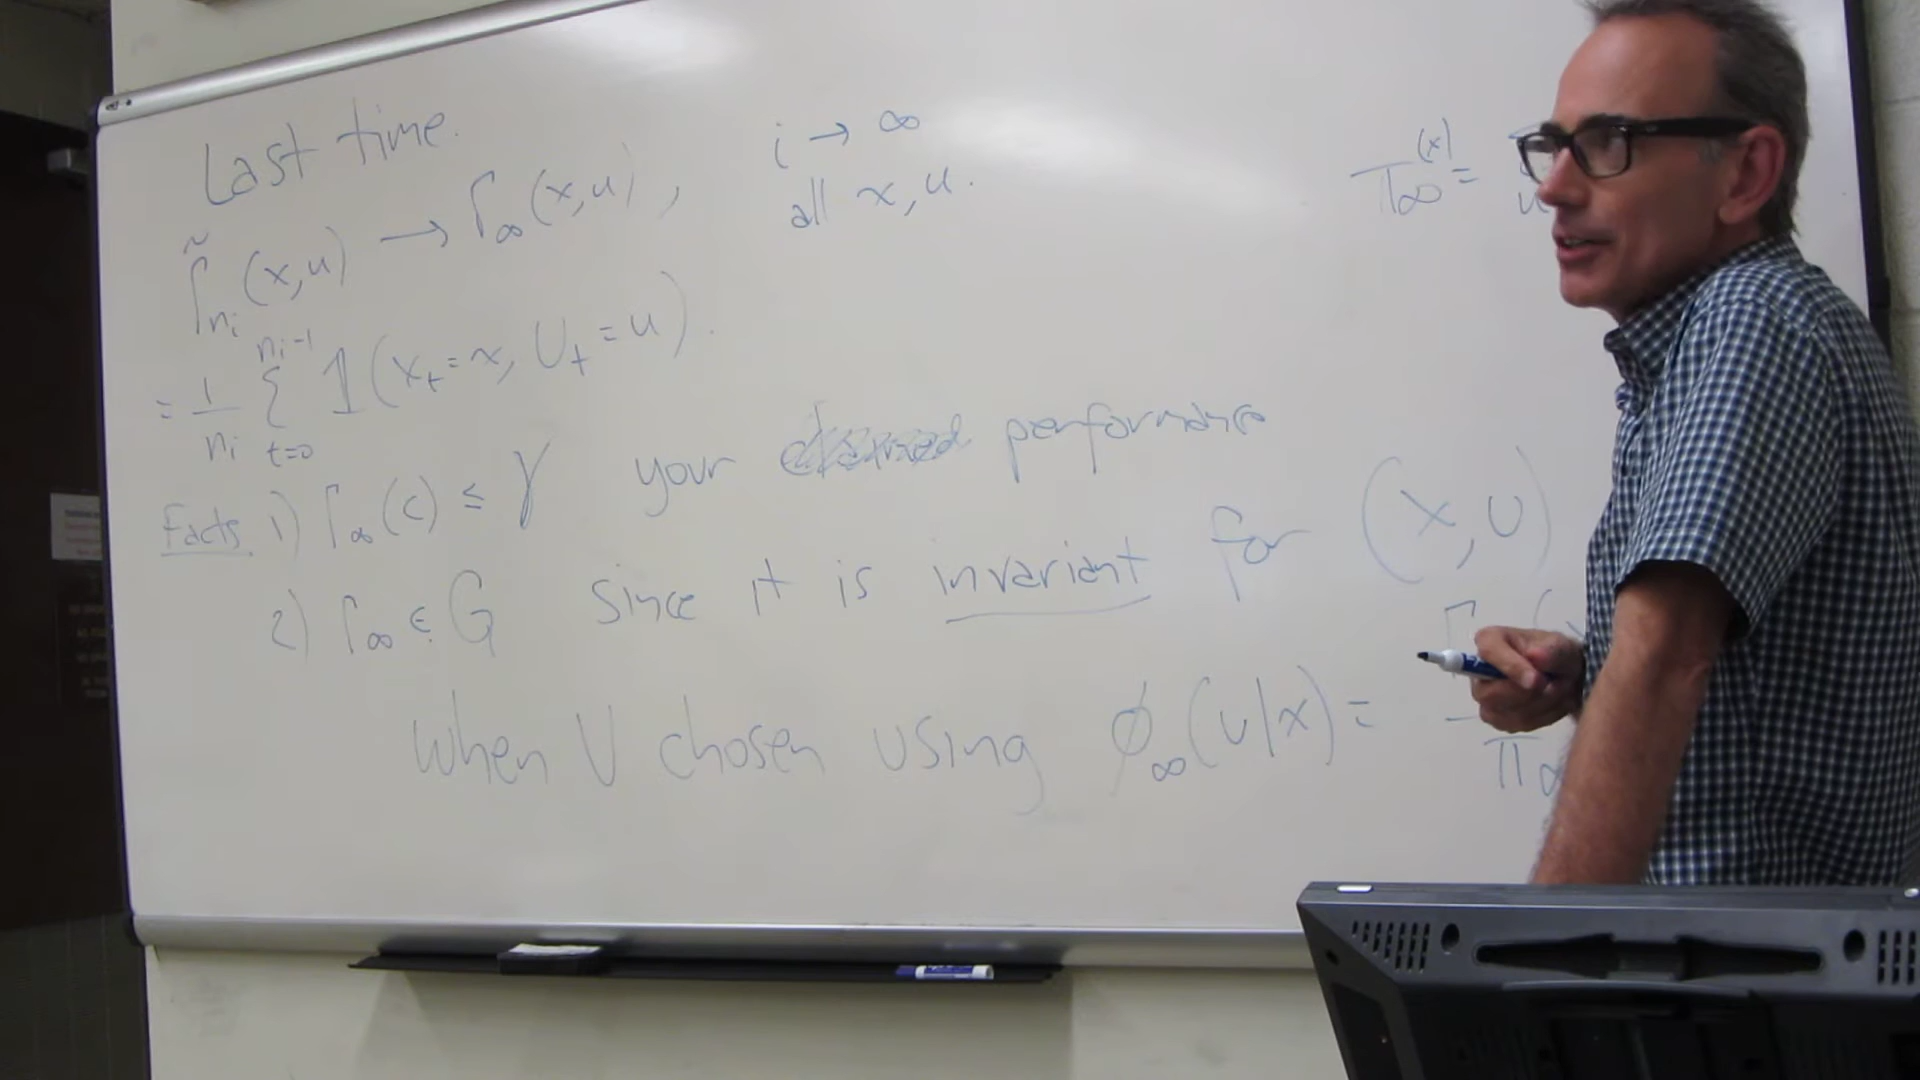 Last time.
Γ̃ₙᵢ(x,u) → Γ∞(x,u), i → ∞
all x,u.
= 1/nᵢ Σ_{t=0}^{nᵢ-1} 𝟙(Xₜ=x, Uₜ=u).
π∞(x) =
Facts 1) Γ∞(c) ≤ γ your performance
2) Γ∞ ∈ G since it is invariant for (X,U)
when U chosen using ϕ∞(u|x) =